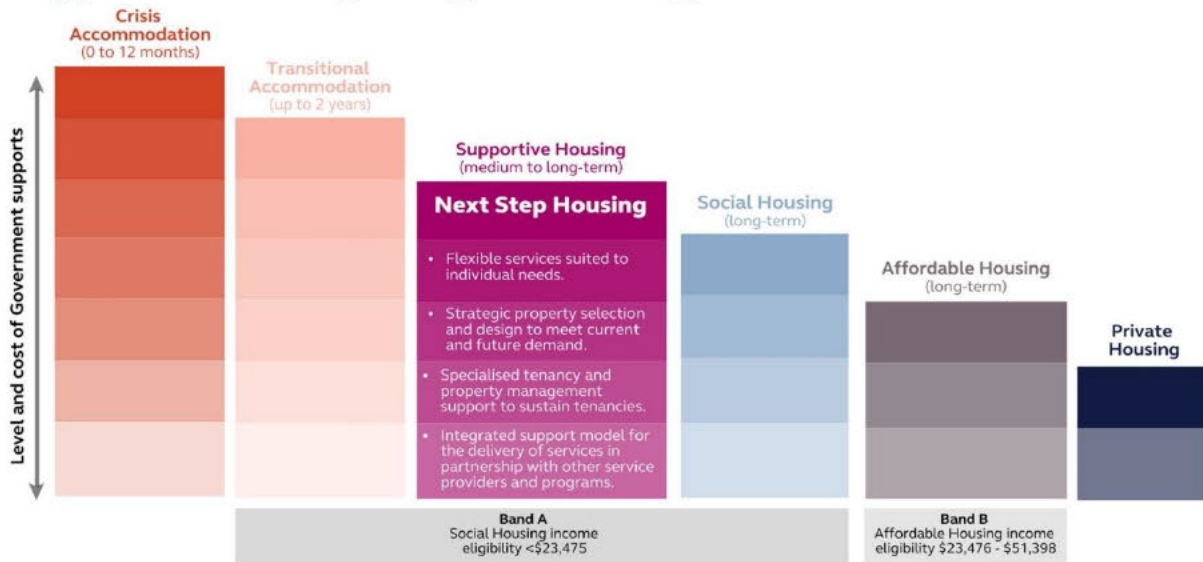 Crisis
Accommodation
(0 to 12 months)
Transitional
Accommodation
(up to 2 years)
Supportive Housing
(medium to long-term)
Next Step Housing
• Flexible services suited to
individual needs.
• Strategic property selection
and design to meet current
and future demand.
• Specialised tenancy and
property management
support to sustain tenancies.
• Integrated support model for
the delivery of services in
partnership with other service
providers and programs.
Social Housing
(long-term)
Affordable Housing
(long-term)
Private
Housing
Level and cost of Government supports
Band A
Social Housing income
eligibility <$23,475
Band B
Affordable Housing income
eligibility $23,476 - $51,398